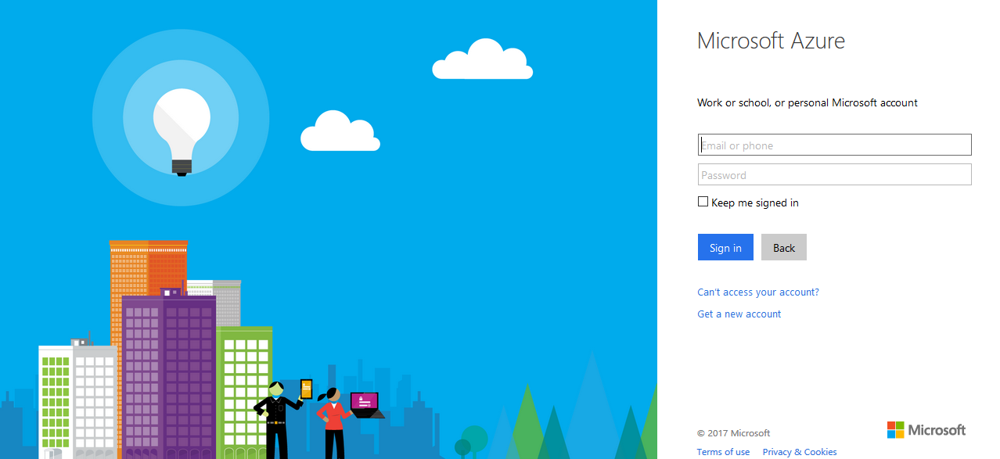 Microsoft Azure
Work or school, or personal Microsoft account
Email or phone
Password
Keep me signed in
Sign in
Back
Can't access your account?
Get a new account
© 2017 Microsoft
Microsoft
Terms of use
Privacy & Cookies